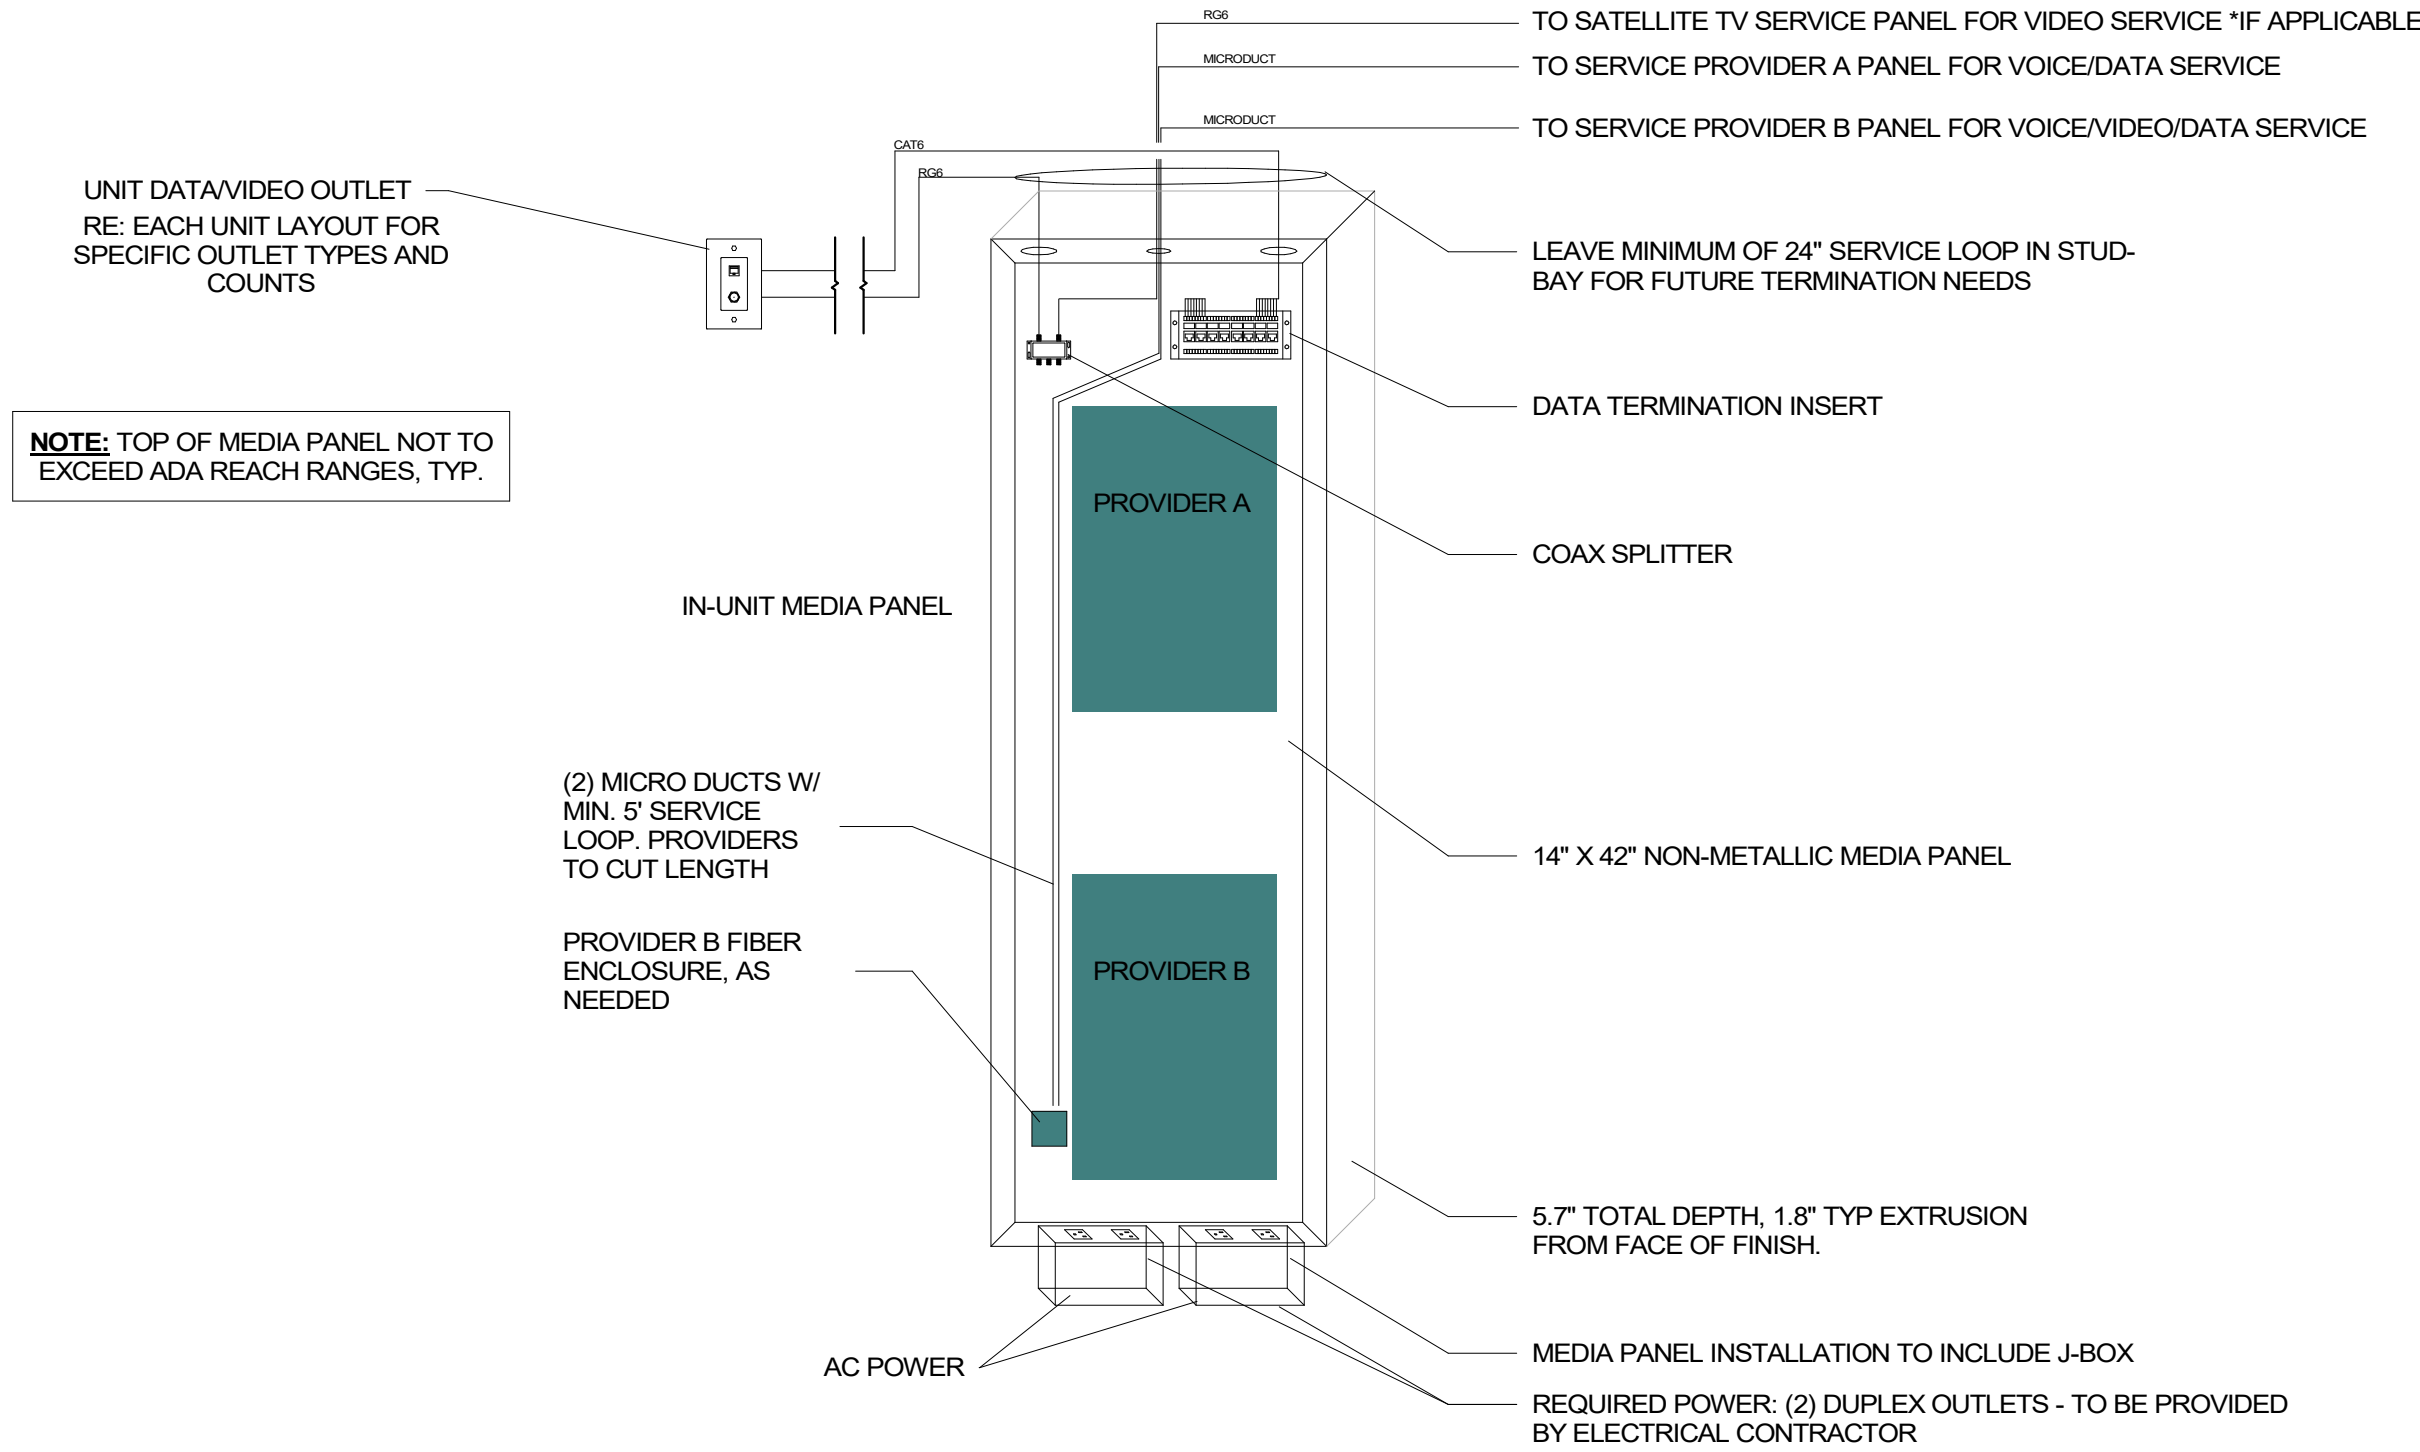 RG6
TO SATELLITE TV SERVICE PANEL FOR VIDEO SERVICE *IF APPLICABLE
MICRODUCT
TO SERVICE PROVIDER A PANEL FOR VOICE/DATA SERVICE
MICRODUCT
TO SERVICE PROVIDER B PANEL FOR VOICE/VIDEO/DATA SERVICE
CAT6
RG6
UNIT DATA/VIDEO OUTLET
RE: EACH UNIT LAYOUT FOR
SPECIFIC OUTLET TYPES AND
COUNTS
LEAVE MINIMUM OF 24" SERVICE LOOP IN STUD-
BAY FOR FUTURE TERMINATION NEEDS
DATA TERMINATION INSERT
NOTE: TOP OF MEDIA PANEL NOT TO
EXCEED ADA REACH RANGES, TYP.
PROVIDER A
COAX SPLITTER
IN-UNIT MEDIA PANEL
(2) MICRO DUCTS W/
MIN. 5' SERVICE
LOOP. PROVIDERS
TO CUT LENGTH
14" X 42" NON-METALLIC MEDIA PANEL
PROVIDER B FIBER
ENCLOSURE, AS
NEEDED
PROVIDER B
5.7" TOTAL DEPTH, 1.8" TYP EXTRUSION
FROM FACE OF FINISH.
AC POWER
MEDIA PANEL INSTALLATION TO INCLUDE J-BOX
REQUIRED POWER: (2) DUPLEX OUTLETS - TO BE PROVIDED
BY ELECTRICAL CONTRACTOR